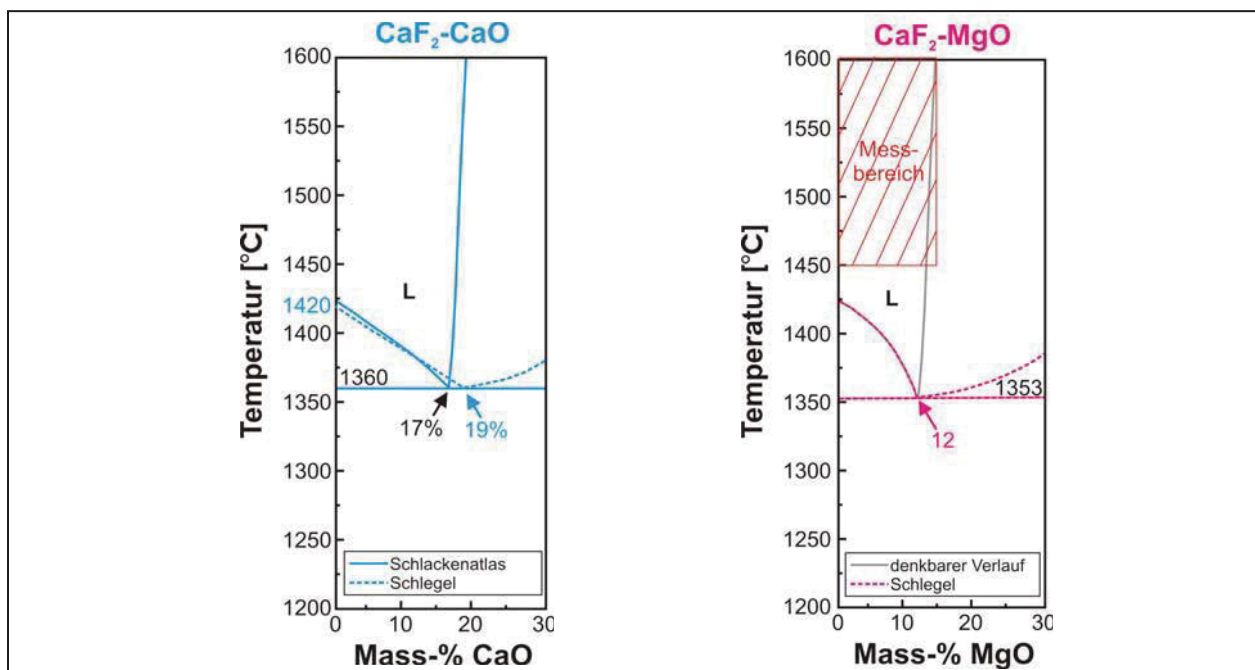 CaF₂-CaO
1600
1550
1500
1450
1420
1400
1350
1300
1250
1200
Temperatur [°C]
L
1360
17%
19%
Schlackenatlas
Schlegel
0
10
20
30
Mass-% CaO
CaF₂-MgO
1600
1550
1500
1450
1400
1350
1300
1250
1200
Temperatur [°C]
Mess-
bereich
L
1353
12
denkbarer Verlauf
Schlegel
0
10
20
30
Mass-% MgO